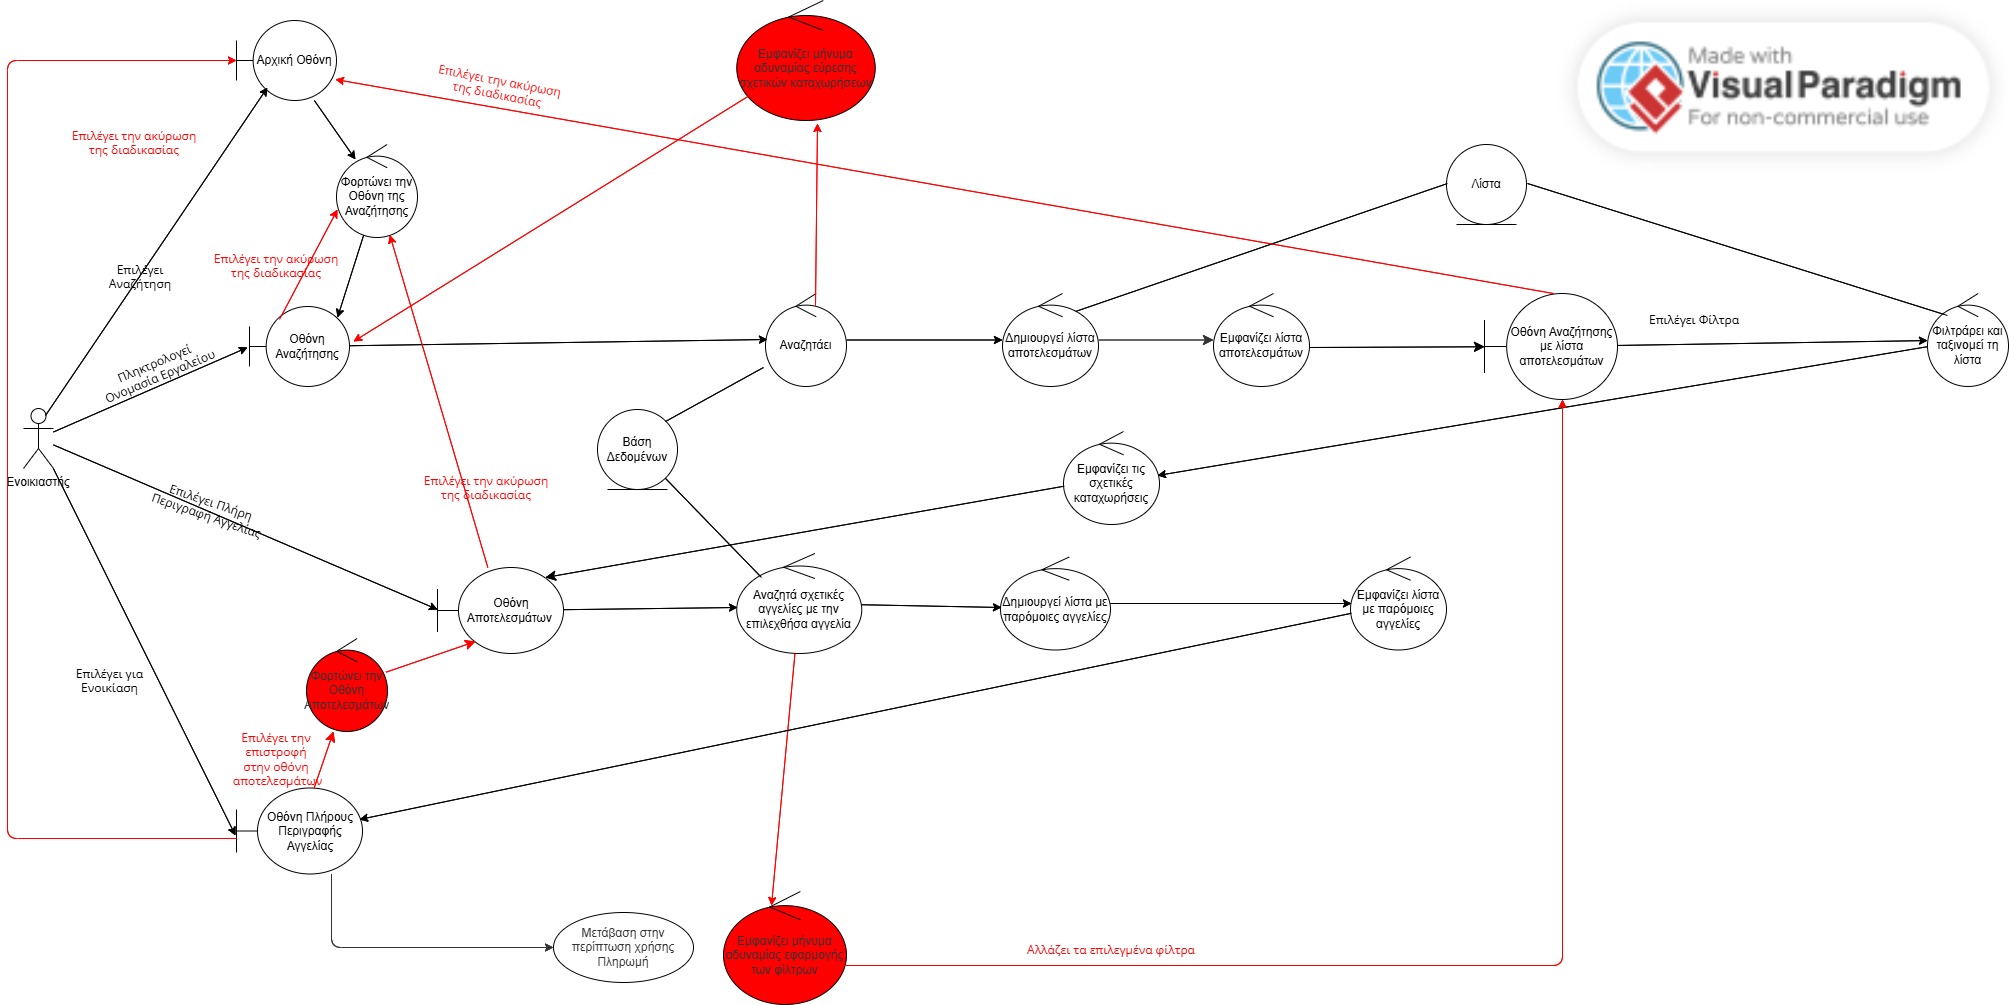 Αρχική Οθόνη
Επιλέγει την ακύρωση
της διαδικασίας
Επιλέγει την ακύρωση
της διαδικασίας
Εμφανίζει μήνυμα
αδυναμίας εύρεσης
σχετικών καταχωρήσεων
Made with
Visual Paradigm
For non-commercial use
Φορτώνει την
Οθόνη της
Αναζήτησης
Λίστα
Επιλέγει
Αναζήτηση
Επιλέγει την ακύρωση
της διαδικασίας
Οθόνη
Αναζήτησης
Αναζητάει
Δημιουργεί λίστα
αποτελεσμάτων
Εμφανίζει λίστα
αποτελεσμάτων
Οθόνη Αναζήτησης
με λίστα
αποτελεσμάτων
Επιλέγει Φίλτρα
Φιλτράρει και
ταξινομεί τη
λίστα
Πληκτρολογεί
Ονομασία Εργαλείου
Ενοικιαστής
Βάση
Δεδομένων
Εμφανίζει τις
σχετικές
καταχωρήσεις
Επιλέγει Πλήρη
Περιγραφή Αγγελίας
Επιλέγει την ακύρωση
της διαδικασίας
Οθόνη
Αποτελεσμάτων
Αναζητά σχετικές
αγγελίες με την
επιλεχθήσα αγγελία
Δημιουργεί λίστα με
παρόμοιες αγγελίες
Εμφανίζει λίστα
με παρόμοιες
αγγελίες
Επιλέγει για
Ενοικίαση
Φορτώνει την
Οθόνη
Αποτελεσμάτων
Επιλέγει την
επιστροφή
στην οθόνη
αποτελεσμάτων
Οθόνη Πλήρους
Περιγραφής
Αγγελίας
Μετάβαση στην
περίπτωση χρήσης
Πληρωμή
Εμφανίζει μήνυμα
αδυναμίας εφαρμογής
των φίλτρων
Αλλάζει τα επιλεγμένα φίλτρα